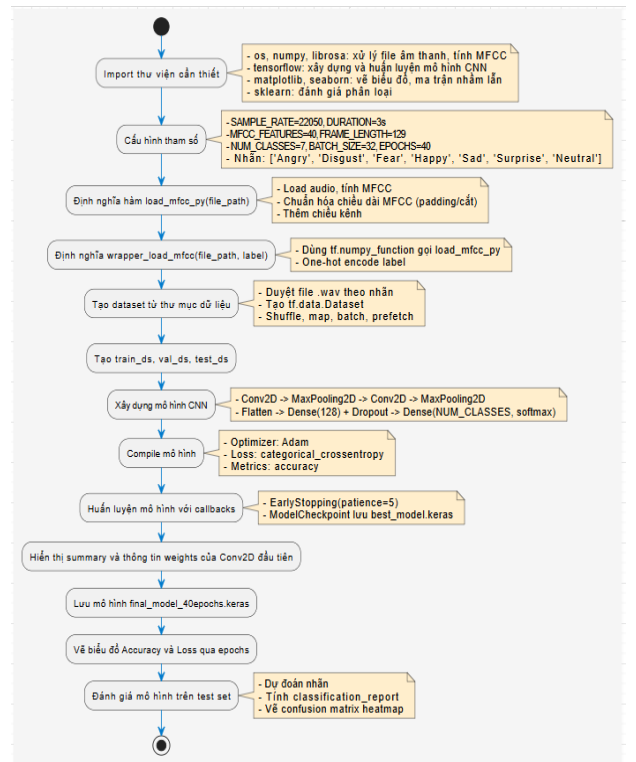 Import thư viện cần thiết
- os, numpy, librosa: xử lý file âm thanh, tính MFCC
- tensorflow: xây dựng và huấn luyện mô hình CNN
- matplotlib, seaborn: vẽ biểu đồ, ma trận nhầm lẫn
- sklearn: đánh giá phân loại
Cấu hình tham số
- SAMPLE_RATE=22050, DURATION=3s
-MFCC_FEATURES=40,FRAME_LENGTH=129
-NUM_CLASSES=7, BATCH_SIZE=32, EPOCHS=40
- Nhãn: ['Angry', 'Disgust', 'Fear', 'Happy', 'Sad', 'Surprise', 'Neutral']
Định nghĩa hàm load_mfcc_py(file_path)
- Load audio, tính MFCC
- Chuẩn hóa chiều dài MFCC (padding/cắt)
- Thêm chiều kênh
Định nghĩa wrapper_load_mfcc(file_path, label)
- Dùng tf.numpy_function gọi load_mfcc_py
- One-hot encode label
Tạo dataset từ thư mục dữ liệu
- Duyệt file .wav theo nhãn
- Tạo tf.data.Dataset
- Shuffle, map, batch, prefetch
Tạo train_ds, val_ds, test_ds
Xây dựng mô hình CNN
- Conv2D -> MaxPooling2D -> Conv2D -> MaxPooling2D
- Flatten -> Dense(128) + Dropout -> Dense(NUM_CLASSES, softmax)
Compile mô hình
- Optimizer: Adam
- Loss: categorical_crossentropy
- Metrics: accuracy
Huấn luyện mô hình với callbacks
- EarlyStopping(patience=5)
- ModelCheckpoint lưu best_model.keras
Hiển thị summary và thông tin weights của Conv2D đầu tiên
Lưu mô hình final_model_40epochs.keras
Vẽ biểu đồ Accuracy và Loss qua epochs
Đánh giá mô hình trên test set
- Dự đoán nhãn
- Tính classification_report
- Vẽ confusion matrix heatmap